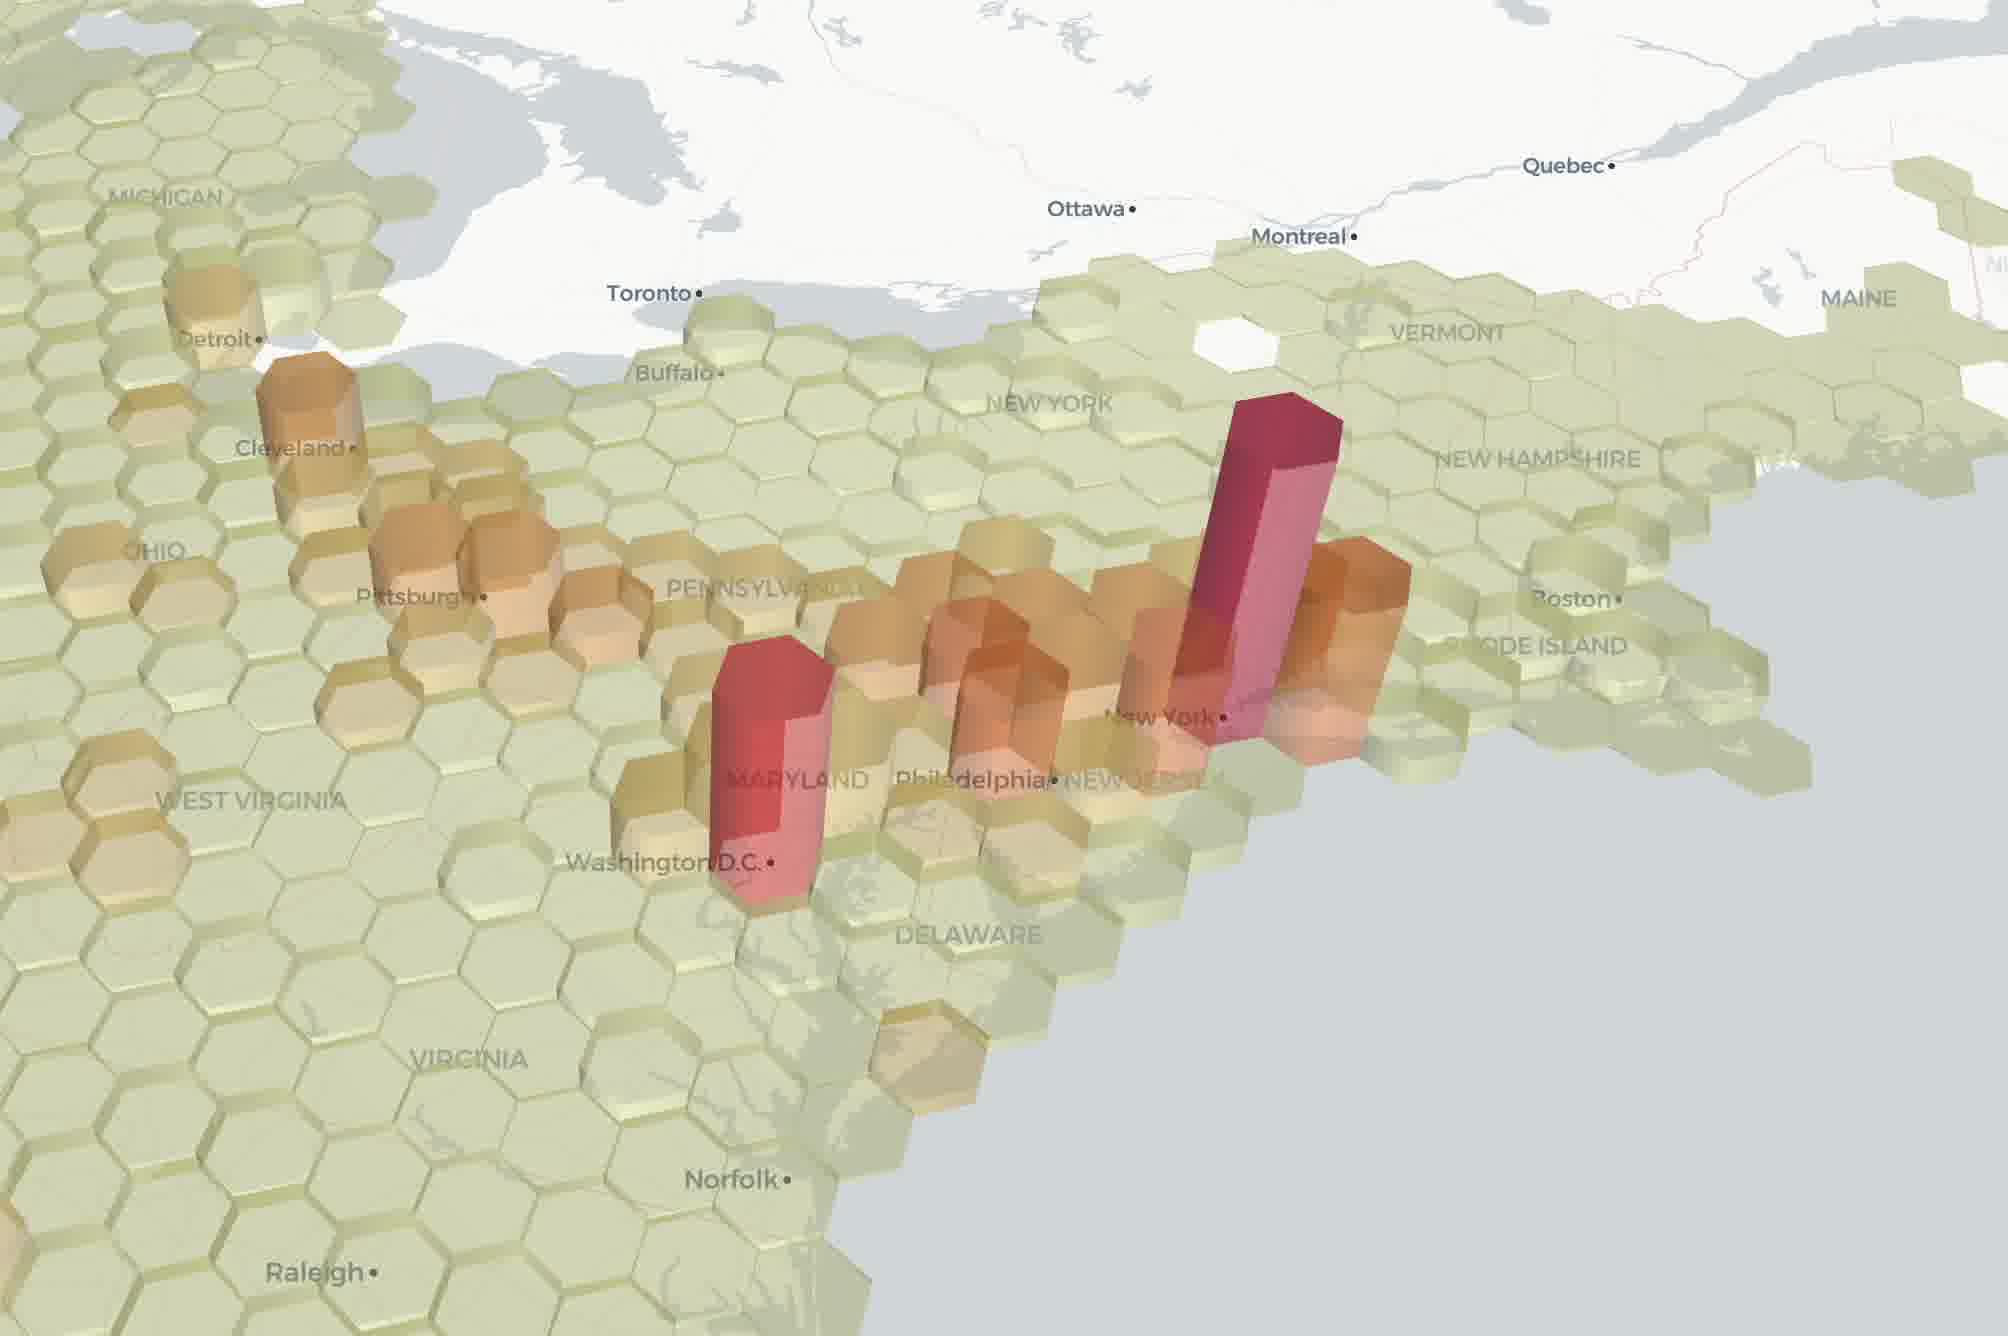 Quebec
MICHIGAN
Ottawa
Montreal
Toronto
MAINE
VERMONT
Detroit
Buffalo
NEW YORK
Cleveland
NEW HAMPSHIRE
OHIO
PENNSYLVANIA
Pittsburgh
Boston
RHODE ISLAND
New York
MARYLAND
Philadelphia
NEW JERSEY
WEST VIRGINIA
Washington D.C.
DELAWARE
VIRGINIA
Norfolk
Raleigh